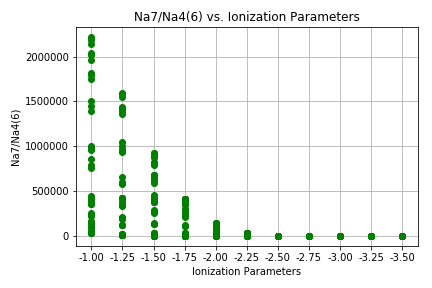 Na7/Na4(6) vs. Ionization Parameters
Na7/Na4(6)
2000000
1500000
1000000
500000
0
-1.00 -1.25 -1.50 -1.75 -2.00 -2.25 -2.50 -2.75 -3.00 -3.25 -3.50
Ionization Parameters